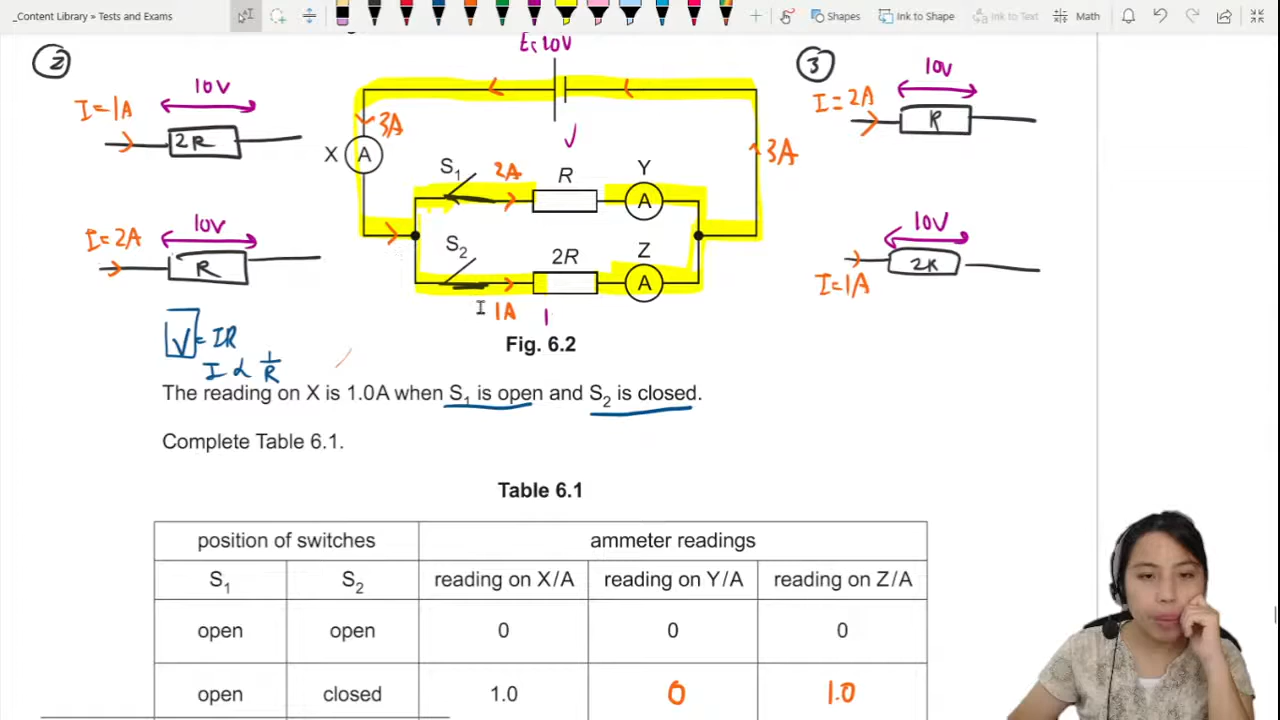 _Content Library » Tests and Exams
Shapes
Ink to Shape
Ink to Text
Math
2
10V
I=1A
2R
10V
I=2A
R
V = IR
I ∝ 1/R
3A
X
A
S1
2A
R
Y
A
S2
2R
Z
A
1A
3A
3
10V
I=2A
R
10V
2R
I=1A
Fig. 6.2
The reading on X is 1.0A when S1 is open and S2 is closed.
Complete Table 6.1.
Table 6.1
position of switches ammeter readings
S1 S2 reading on X/A reading on Y/A reading on Z/A
open open 0 0 0
open closed 1.0 0 1.0